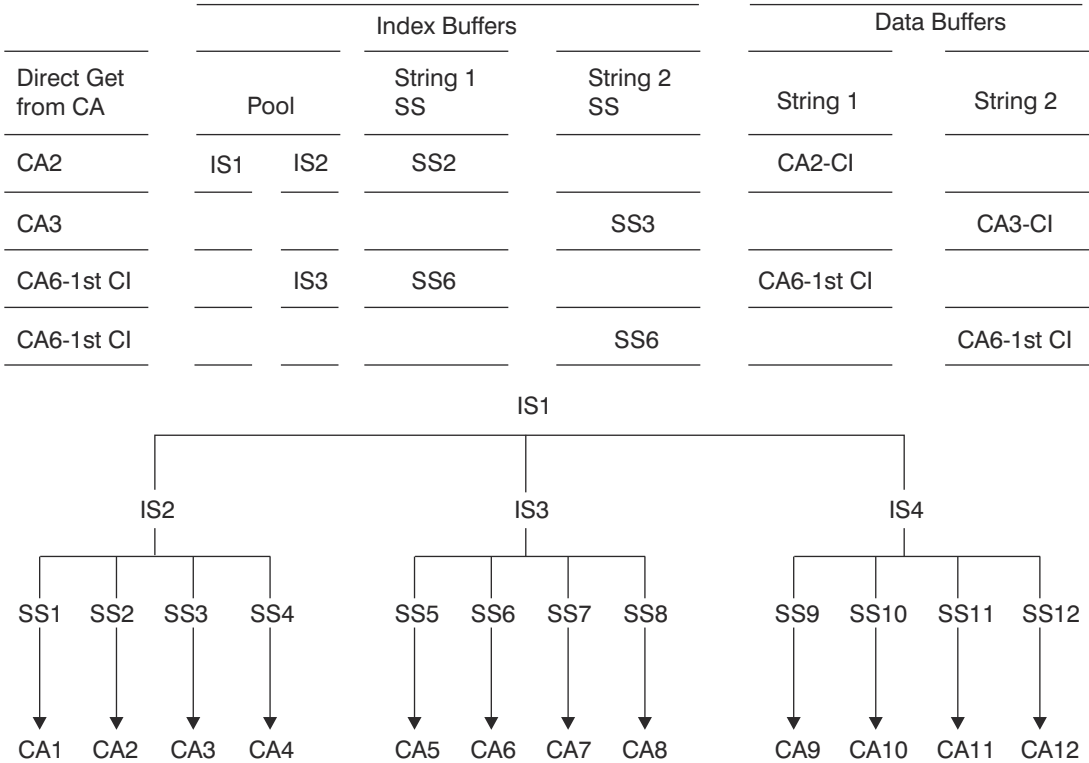 Index Buffers Data Buffers
Direct Get
from CA
Pool
String 1
SS
String 2
SS
String 1
String 2
CA2 IS1 IS2 SS2 CA2-CI
CA3 SS3 CA3-CI
CA6-1st CI IS3 SS6 CA6-1st CI
CA6-1st CI SS6 CA6-1st CI
IS1
IS2 IS3 IS4
SS1 SS2 SS3 SS4 SS5 SS6 SS7 SS8 SS9 SS10 SS11 SS12
CA1 CA2 CA3 CA4 CA5 CA6 CA7 CA8 CA9 CA10 CA11 CA12